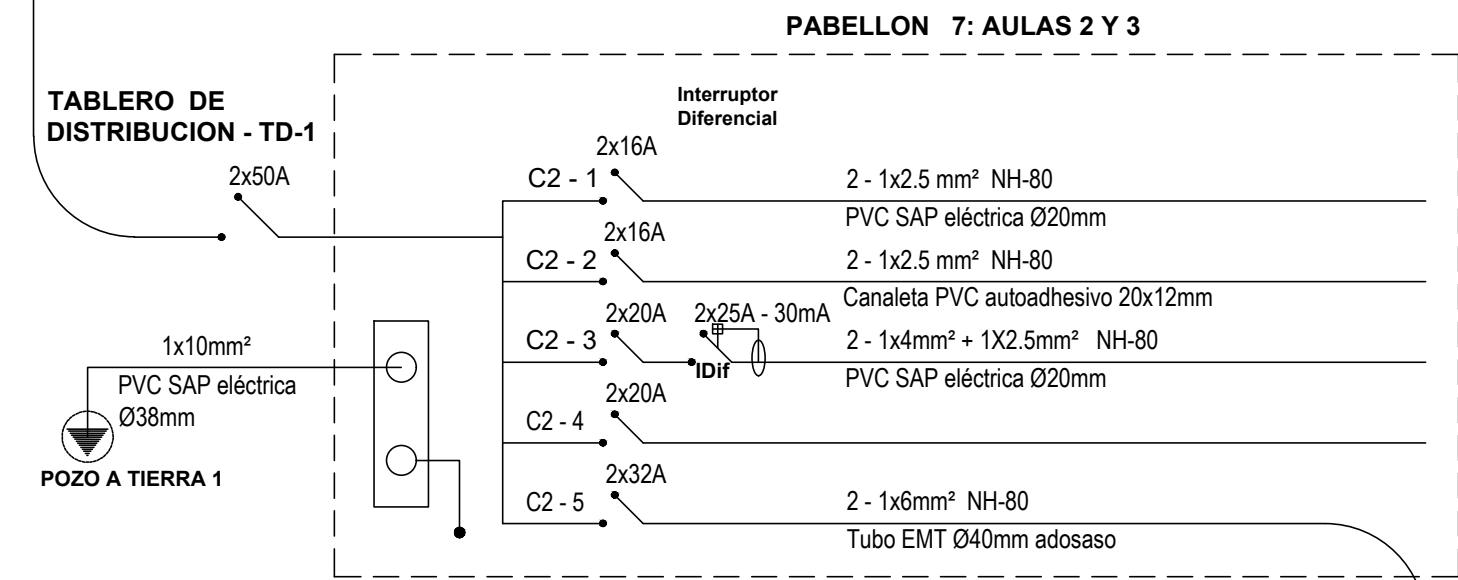 PABELLON 7: AULAS 2 Y 3
TABLERO DE
DISTRIBUCION - TD-1
Interruptor
Diferencial
2x50A
2x16A
C2 - 1
2 - 1x2.5 mm² NH-80
PVC SAP eléctrica Ø20mm
2x16A
C2 - 2
2 - 1x2.5 mm² NH-80
Canaleta PVC autoadhesivo 20x12mm
2x20A
2x25A - 30mA
C2 - 3
IDif
2 - 1x4mm² + 1X2.5mm² NH-80
PVC SAP eléctrica Ø20mm
1x10mm²
PVC SAP eléctrica
Ø38mm
POZO A TIERRA 1
2x20A
C2 - 4
2x32A
C2 - 5
2 - 1x6mm² NH-80
Tubo EMT Ø40mm adosaso